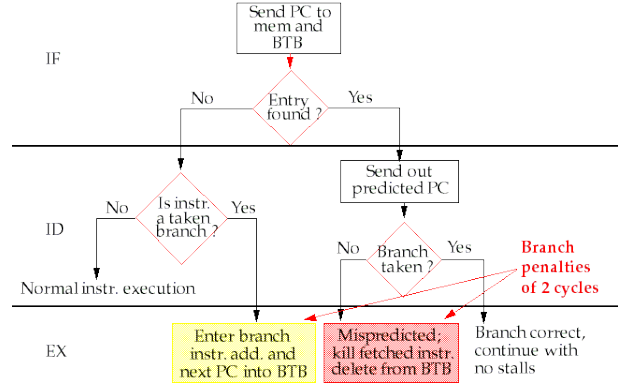 Send PC to
mem and
BTB
IF
Entry
found ?
No
Yes
Send out
predicted PC
Is instr.
a taken
branch ?
No
Yes
ID
No
Yes
Branch
taken ?
Branch
penalties
of 2 cycles
Normal instr. execution
EX
Enter branch
instr. add. and
next PC into BTB
Mispredicted;
kill fetched instr.
delete from BTB
Branch correct,
continue with
no stalls